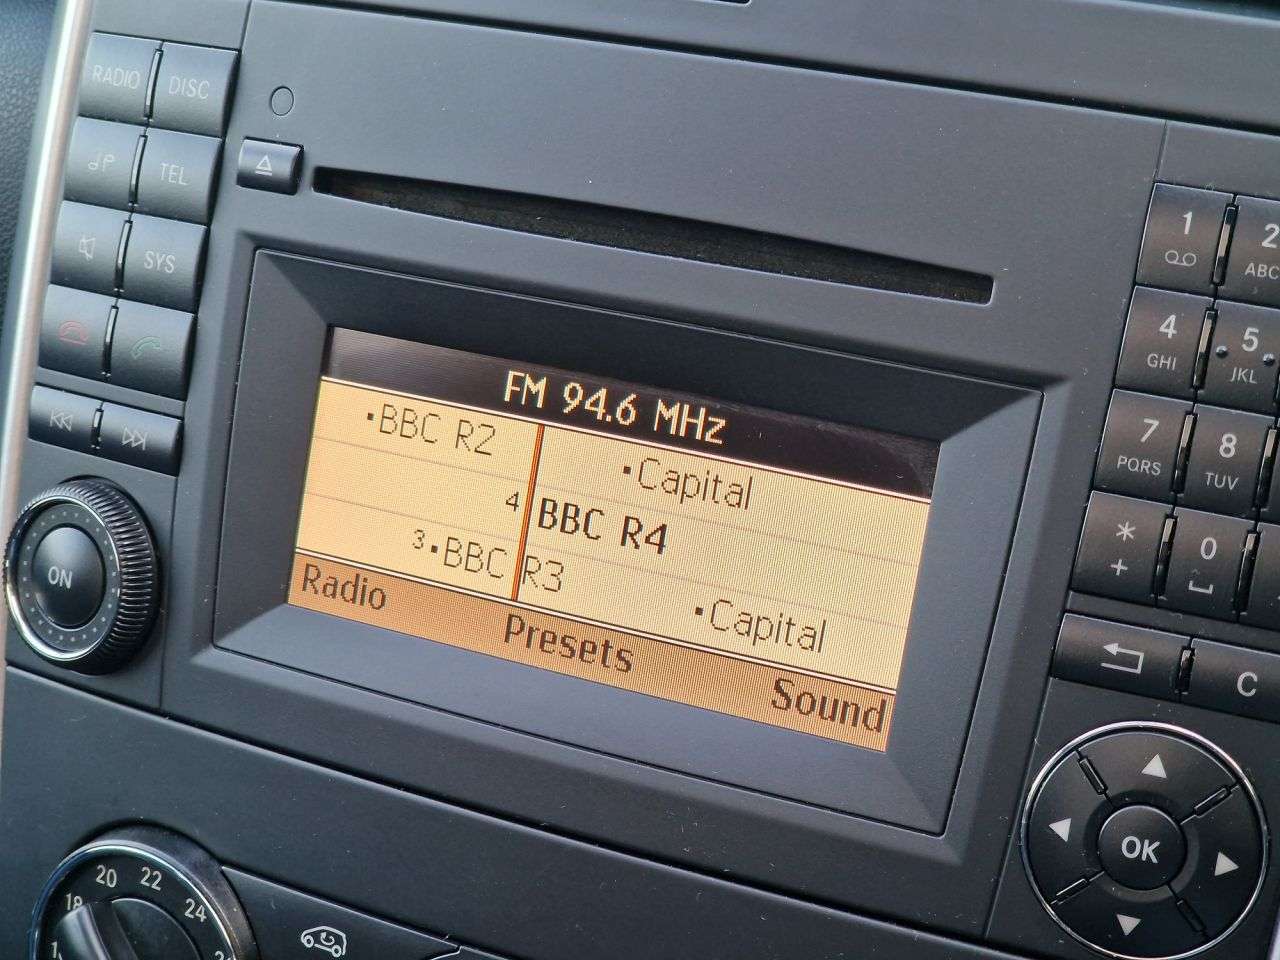 RADIO DISC
TEL
SYS
ON
FM 94.6 MHz
BBC R2
Capital
4 BBC R4
3 BBC R3
Capital
Radio Presets Sound
1
2 ABC
4 GHI
5 JKL
7 PQRS
8 TUV
* +
0
C
OK
18 20 22 24